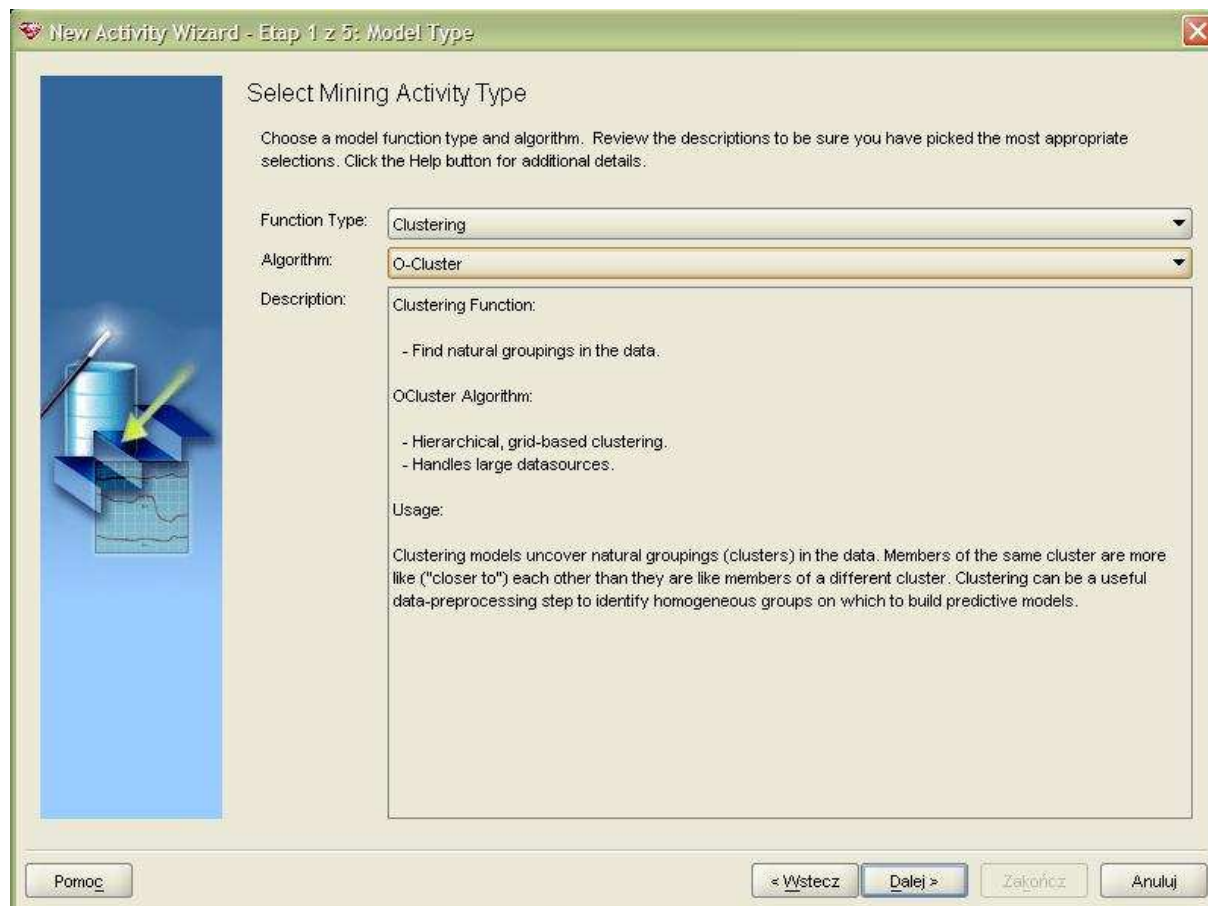 New Activity Wizard - Etap 1 z 5: Model Type
Select Mining Activity Type
Choose a model function type and algorithm. Review the descriptions to be sure you have picked the most appropriate
selections. Click the Help button for additional details.
Function Type: Clustering
Algorithm: O-Cluster
Description: Clustering Function:
- Find natural groupings in the data.
OCluster Algorithm:
- Hierarchical, grid-based clustering.
- Handles large datasources.
Usage:
Clustering models uncover natural groupings (clusters) in the data. Members of the same cluster are more
like ("closer to") each other than they are like members of a different cluster. Clustering can be a useful
data-preprocessing step to identify homogeneous groups on which to build predictive models.
Pomoc < Wstecz Dalej > Zakończ Anuluj